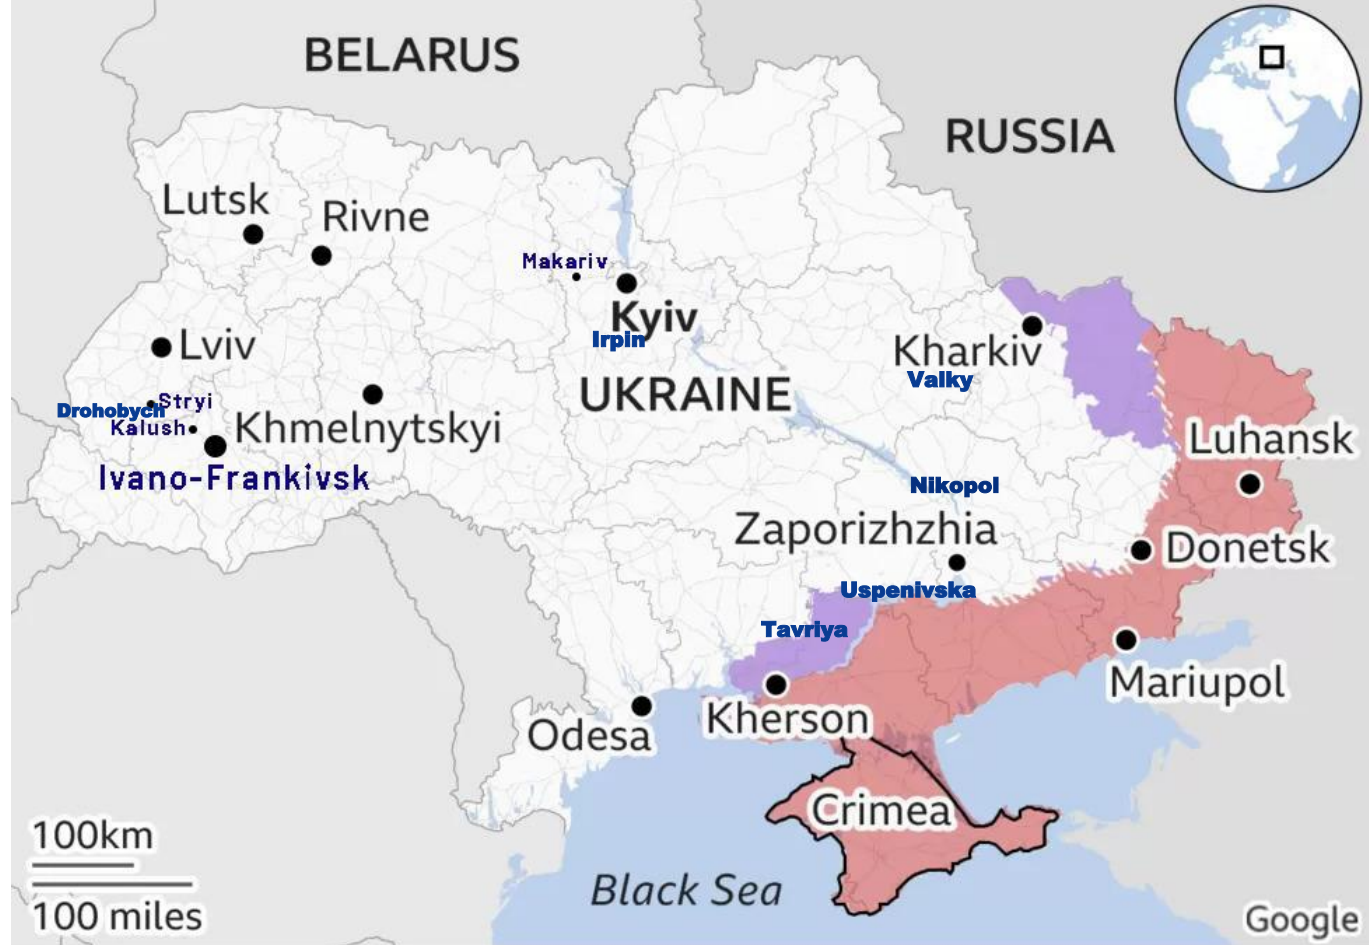 BELARUS
RUSSIA
Lutsk
Rivne
Makariv
Kyiv
Irpin
Lviv
Kharkiv
Valky
UKRAINE
Stryi
Drohobych
Kalush
Khmelnytskyi
Ivano-Frankivsk
Luhansk
Nikopol
Zaporizhzhia
Donetsk
Uspenivska
Tavriya
Mariupol
Kherson
Odesa
Crimea
100km
100 miles
Black Sea
Google